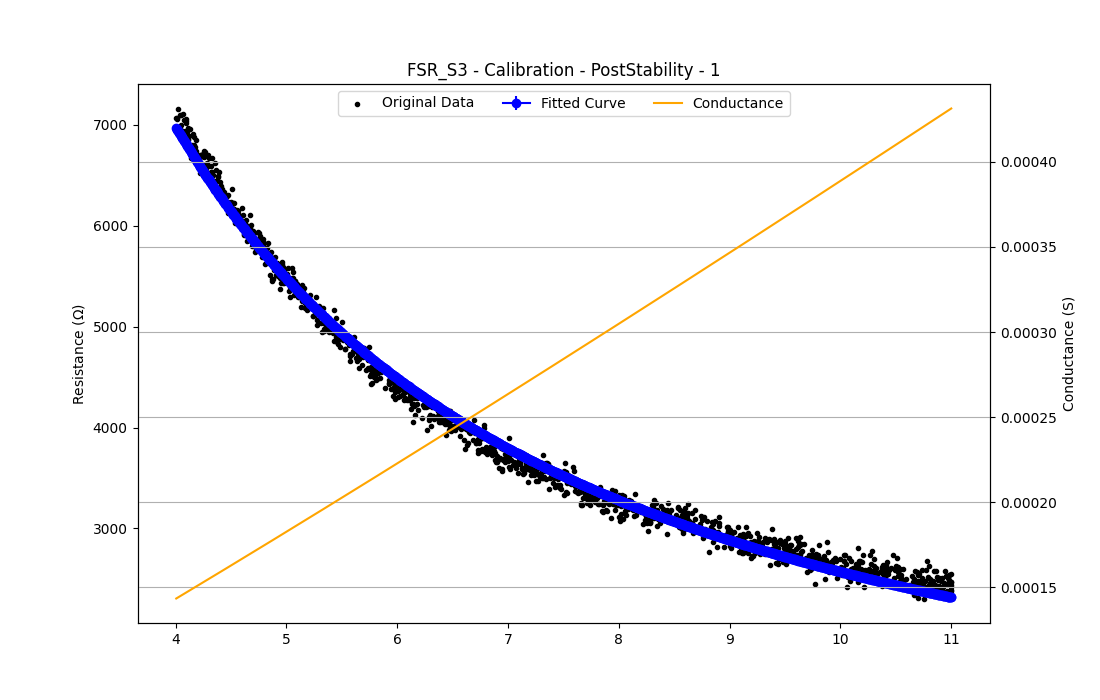 FSR_S3 - Calibration - PostStability - 1
Original Data
Fitted Curve
Conductance
7000
6000
5000
4000
3000
Resistance (Ω)
0.00040
0.00035
0.00030
0.00025
0.00020
0.00015
Conductance (S)
4 5 6 7 8 9 10 11